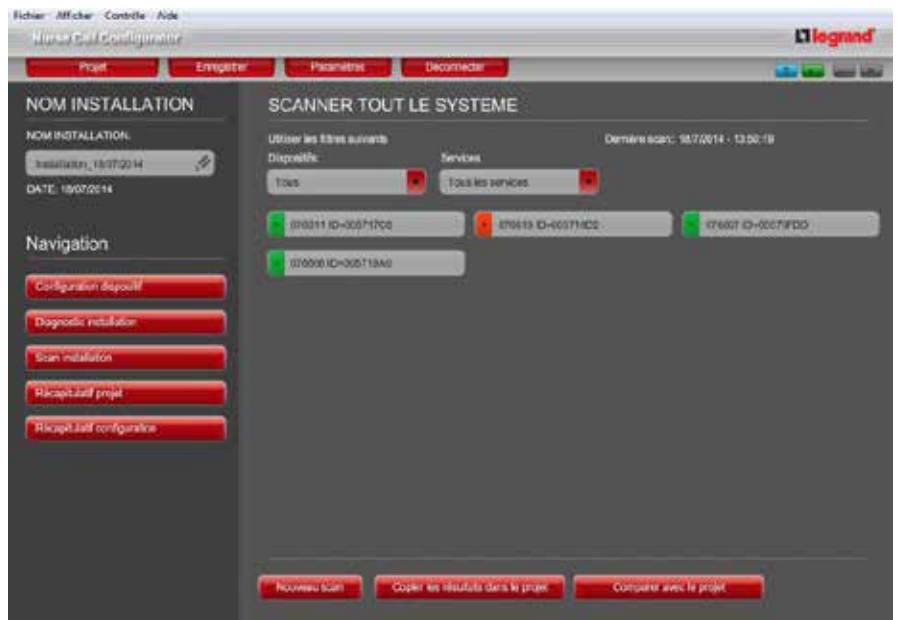 Fichier Afficher Contrôle Aide
Nurse Call Configurator
legrand
Projet Enregistrer Paramètres Déconnecter
NOM INSTALLATION
NOM INSTALLATION:
Installation_18/07/2014
DATE: 18/07/2014
Navigation
Configuration dispositif
Diagnostic installation
Scan installation
Récapitulatif projet
Récapitulatif configuration
SCANNER TOUT LE SYSTEME
Utiliser les filtres suivants
Dernière scan: 18/7/2014 - 13:50:19
Dispositifs Services
Tous Tous les services
Nouveau scan Copier les résultats dans le projet Comparer avec le projet